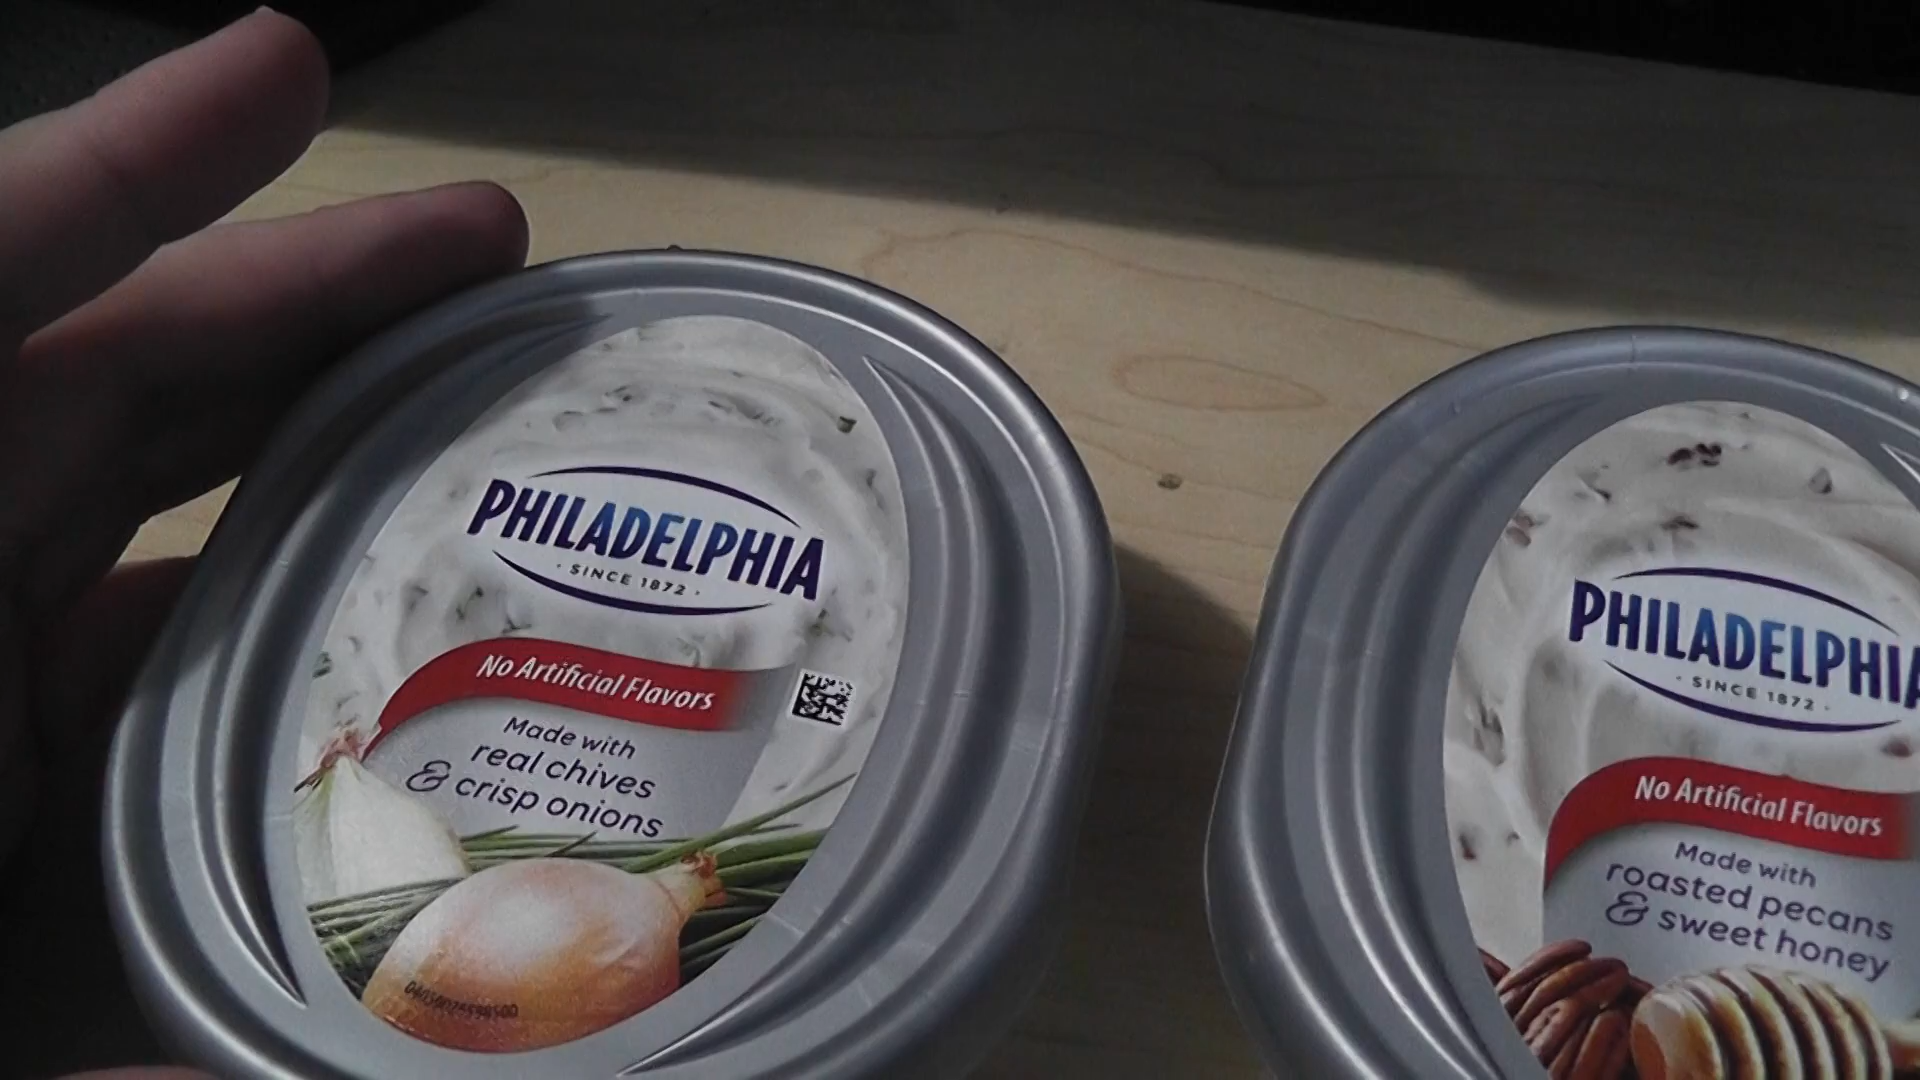 PHILADELPHIA
· SINCE 1872 ·
No Artificial Flavors
Made with
real chives
& crisp onions
PHILADELPHIA
· SINCE 1872 ·
No Artificial Flavors
Made with
roasted pecans
& sweet honey